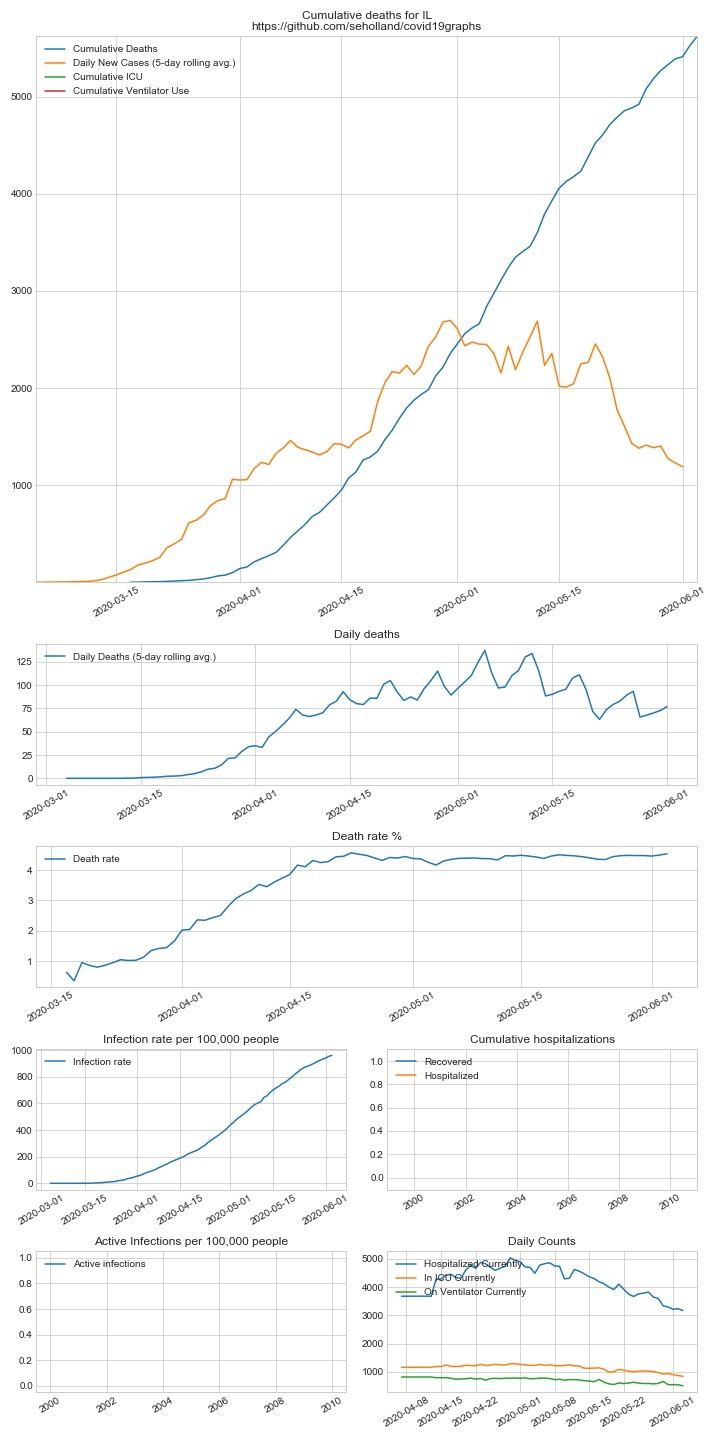 Cumulative deaths for IL
https://github.com/seholland/covid19graphs
Cumulative Deaths
Daily New Cases (5-day rolling avg.)
Cumulative ICU
Cumulative Ventilator Use
5000
4000
3000
2000
1000
2020-03-15 2020-04-01 2020-04-15 2020-05-01 2020-05-15 2020-06-01
Daily deaths
Daily Deaths (5-day rolling avg.)
125
100
75
50
25
0
2020-03-01 2020-03-15 2020-04-01 2020-04-15 2020-05-01 2020-05-15 2020-06-01
Death rate %
Death rate
4
3
2
1
2020-03-15 2020-04-01 2020-04-15 2020-05-01 2020-05-15 2020-06-01
Infection rate per 100,000 people
Infection rate
1000
800
600
400
200
0
2020-03-01 2020-03-15 2020-04-01 2020-04-15 2020-05-01 2020-05-15 2020-06-01
Cumulative hospitalizations
Recovered
Hospitalized
1.0
0.8
0.6
0.4
0.2
0.0
2000 2002 2004 2006 2008 2010
Active Infections per 100,000 people
Active infections
1.0
0.8
0.6
0.4
0.2
0.0
2000 2002 2004 2006 2008 2010
Daily Counts
Hospitalized Currently
In ICU Currently
On Ventilator Currently
5000
4000
3000
2000
1000
2020-04-08 2020-04-15 2020-04-22 2020-05-01 2020-05-08 2020-05-15 2020-05-22 2020-06-01